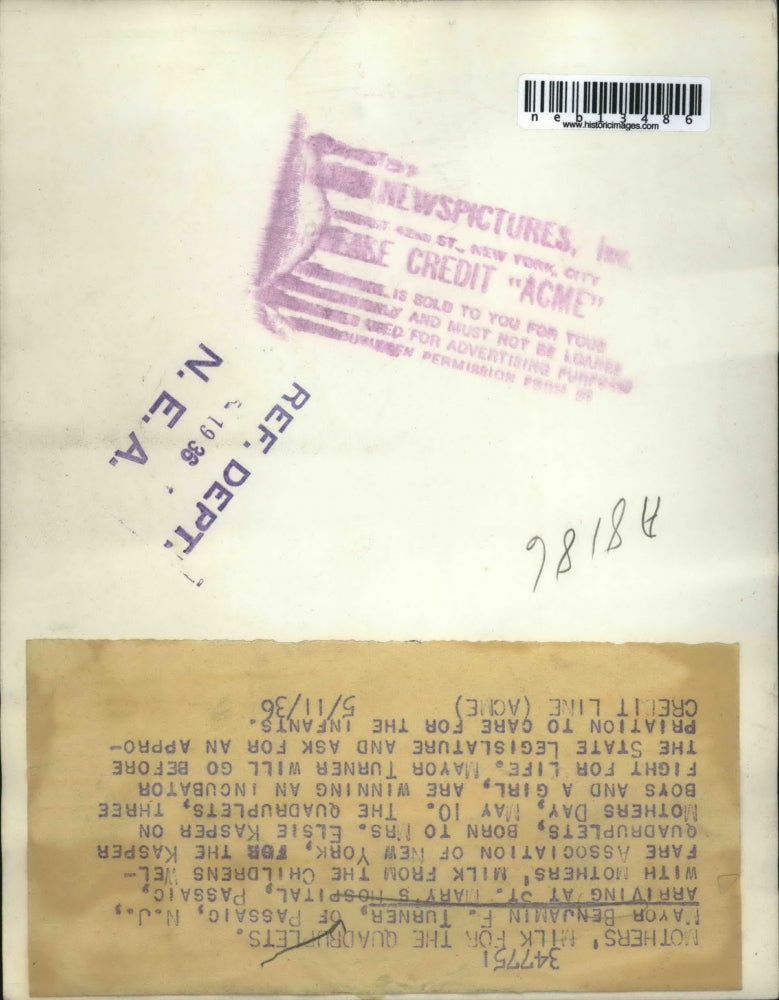 neb13486
www.historicimages.com
NEWSPICTURES, Inc.
ST., NEW YORK CITY
CREDIT "ACME"
IS SOLD TO YOU FOR YOUR
ONLY AND MUST NOT BE LOANED
USED FOR ADVERTISING PURPOSES
PERMISSION FROM
REF. DEPT.
1936
N. E. A.
A8186
347751
MOTHERS' MILK FOR THE QUADRUPLETS.
MAYOR BENJAMIN F. TURNER, OF PASSAIC, N.J.,
ARRIVING AT ST. MARY'S HOSPITAL, PASSAIC,
WITH MOTHERS' MILK FROM THE CHILDRENS WEL-
FARE ASSOCIATION OF NEW YORK, FOR THE KASPER
QUADRUPLETS, BORN TO MRS. ELSIE KASPER ON
MOTHERS DAY, MAY 10. THE QUADRUPLETS, THREE
BOYS AND A GIRL, ARE WINNING AN INCUBATOR
FIGHT FOR LIFE. MAYOR TURNER WILL GO BEFORE
THE STATE LEGISLATURE AND ASK FOR AN APPRO-
PRIATION TO CARE FOR THE INFANTS.
CREDIT LINE (ACME) 5/11/36